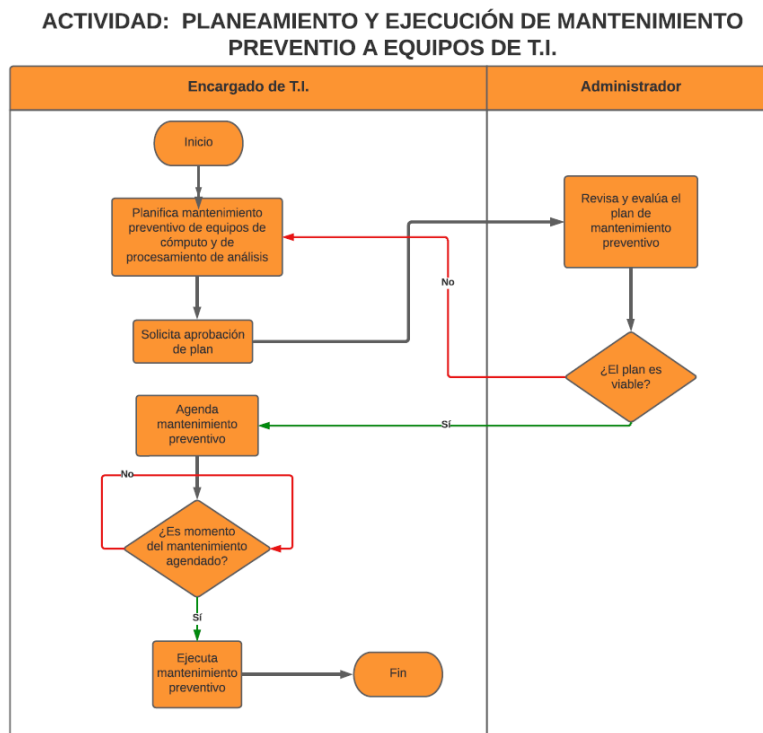 ACTIVIDAD: PLANEAMIENTO Y EJECUCIÓN DE MANTENIMIENTO
PREVENTIO A EQUIPOS DE T.I.
Encargado de T.I.
Administrador
Inicio
Planifica mantenimiento
preventivo de equipos de
cómputo y de
procesamiento de análisis
Revisa y evalúa el
plan de
mantenimiento
preventivo
No
Solicita aprobación
de plan
¿El plan es
viable?
Sí
Agenda
mantenimiento
preventivo
No
¿Es momento
del mantenimiento
agendado?
Sí
Ejecuta
mantenimiento
preventivo
Fin